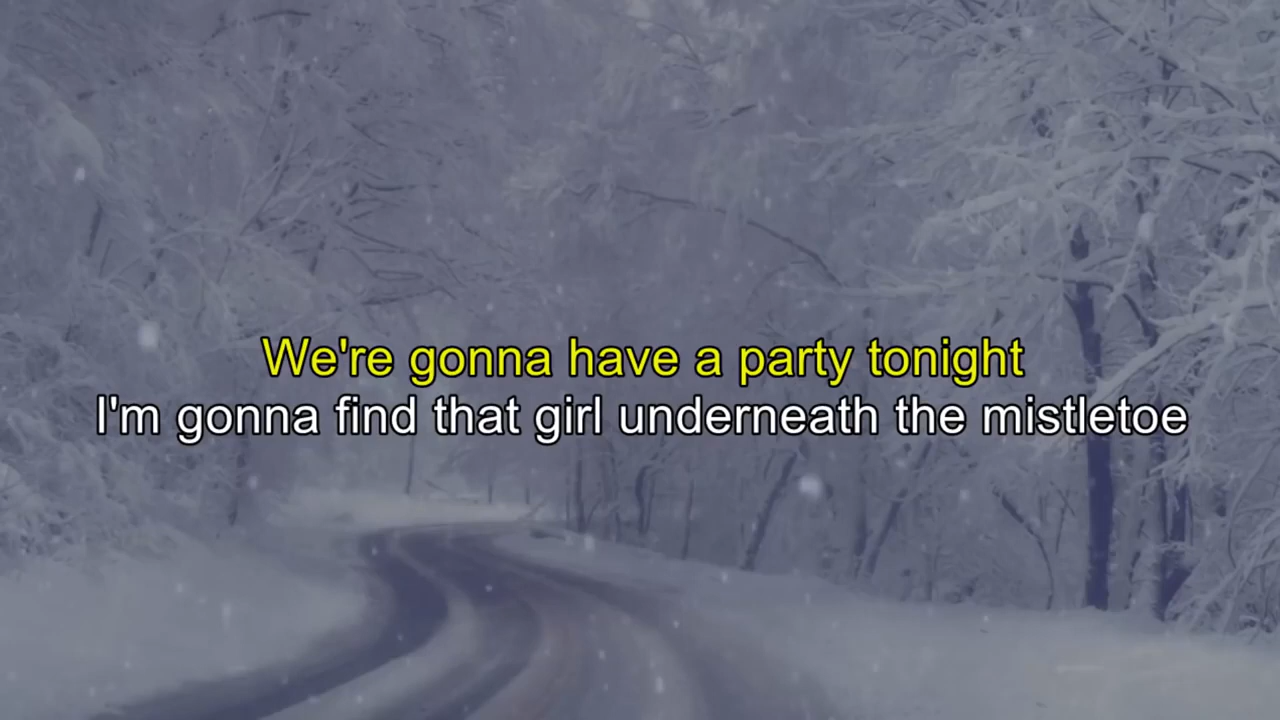 We're gonna have a party tonight
I'm gonna find that girl underneath the mistletoe